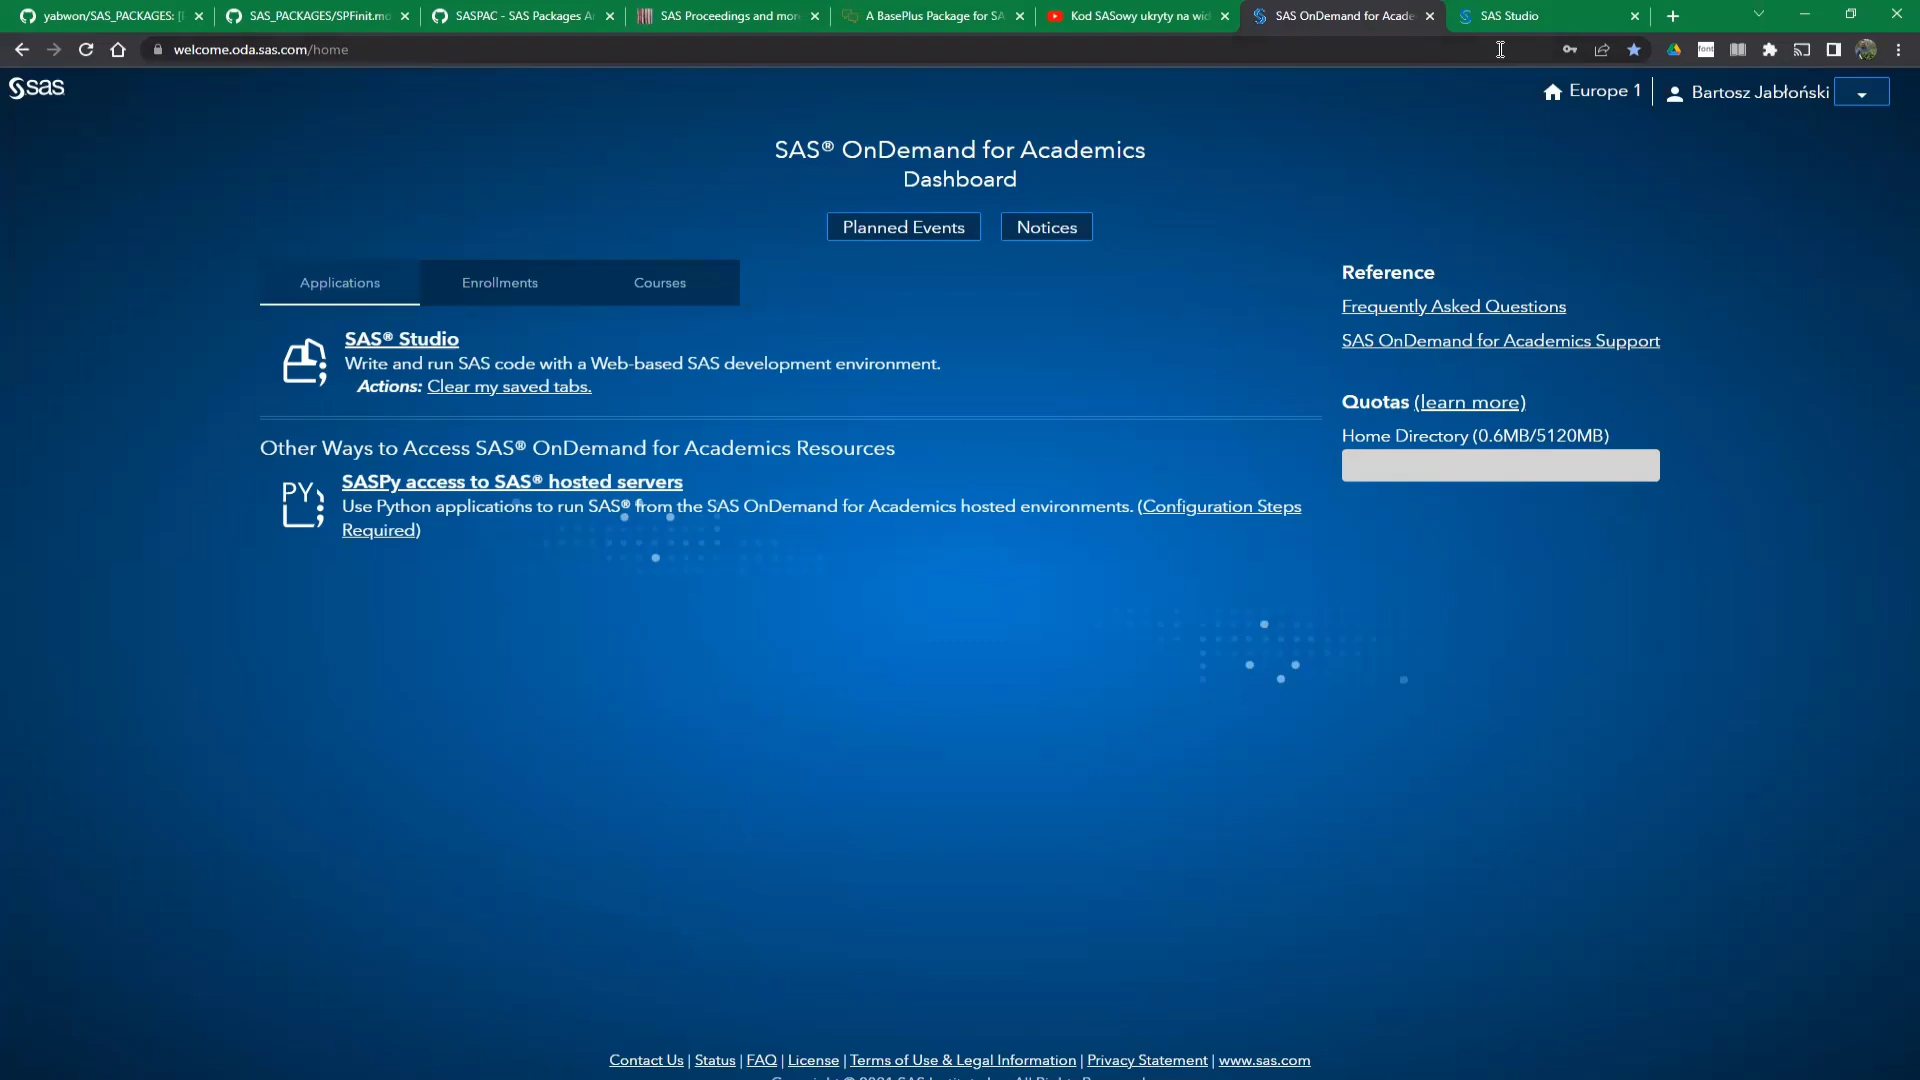 yabwon/SAS_PACKAGES: [
SAS_PACKAGES/SPFinit.md
SASPAC - SAS Packages Ar
SAS Proceedings and mor
A BasePlus Package for SA
Kod SASowy ukryty na wid
SAS OnDemand for Acade
SAS Studio
welcome.oda.sas.com/home
font
sas
Europe 1
Bartosz Jabłoński
SAS® OnDemand for Academics
Dashboard
Planned Events
Notices
Applications
Enrollments
Courses
SAS® Studio
Write and run SAS code with a Web-based SAS development environment.
Actions: Clear my saved tabs.
Other Ways to Access SAS® OnDemand for Academics Resources
PY
SASPy access to SAS® hosted servers
Use Python applications to run SAS® from the SAS OnDemand for Academics hosted environments. (Configuration Steps
Required)
Reference
Frequently Asked Questions
SAS OnDemand for Academics Support
Quotas (learn more)
Home Directory (0.6MB/5120MB)
Contact Us | Status | FAQ | License | Terms of Use & Legal Information | Privacy Statement | www.sas.com